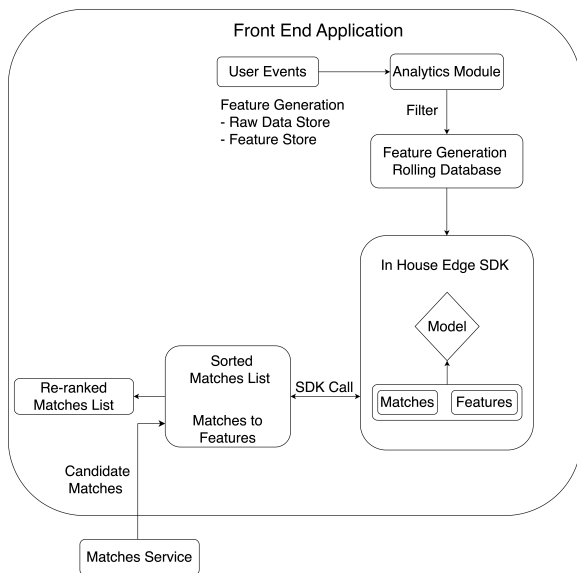 Front End Application
User Events
Analytics Module
Feature Generation
- Raw Data Store
- Feature Store
Filter
Feature Generation
Rolling Database
In House Edge SDK
Model
Matches
Features
Sorted
Matches List
Matches to
Features
SDK Call
Re-ranked
Matches List
Candidate
Matches
Matches Service